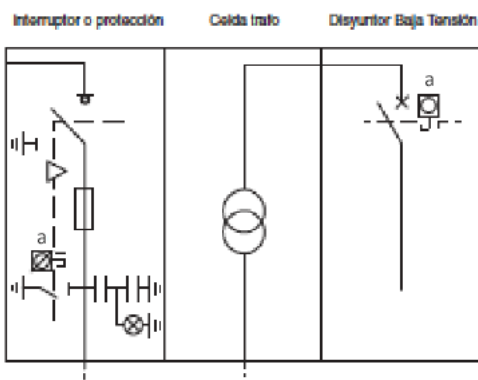 Interruptor o protección
Celda trafo
Disyuntor Baja Tensión
a
a